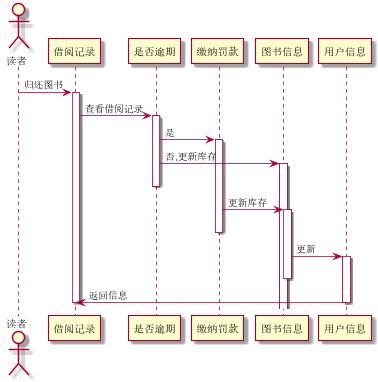 借阅记录
是否逾期
缴纳罚款
图书信息
用户信息
读者
归还图书
查看借阅记录
是
否,更新库存
更新库存
更新
返回信息
读者
借阅记录
是否逾期
缴纳罚款
图书信息
用户信息